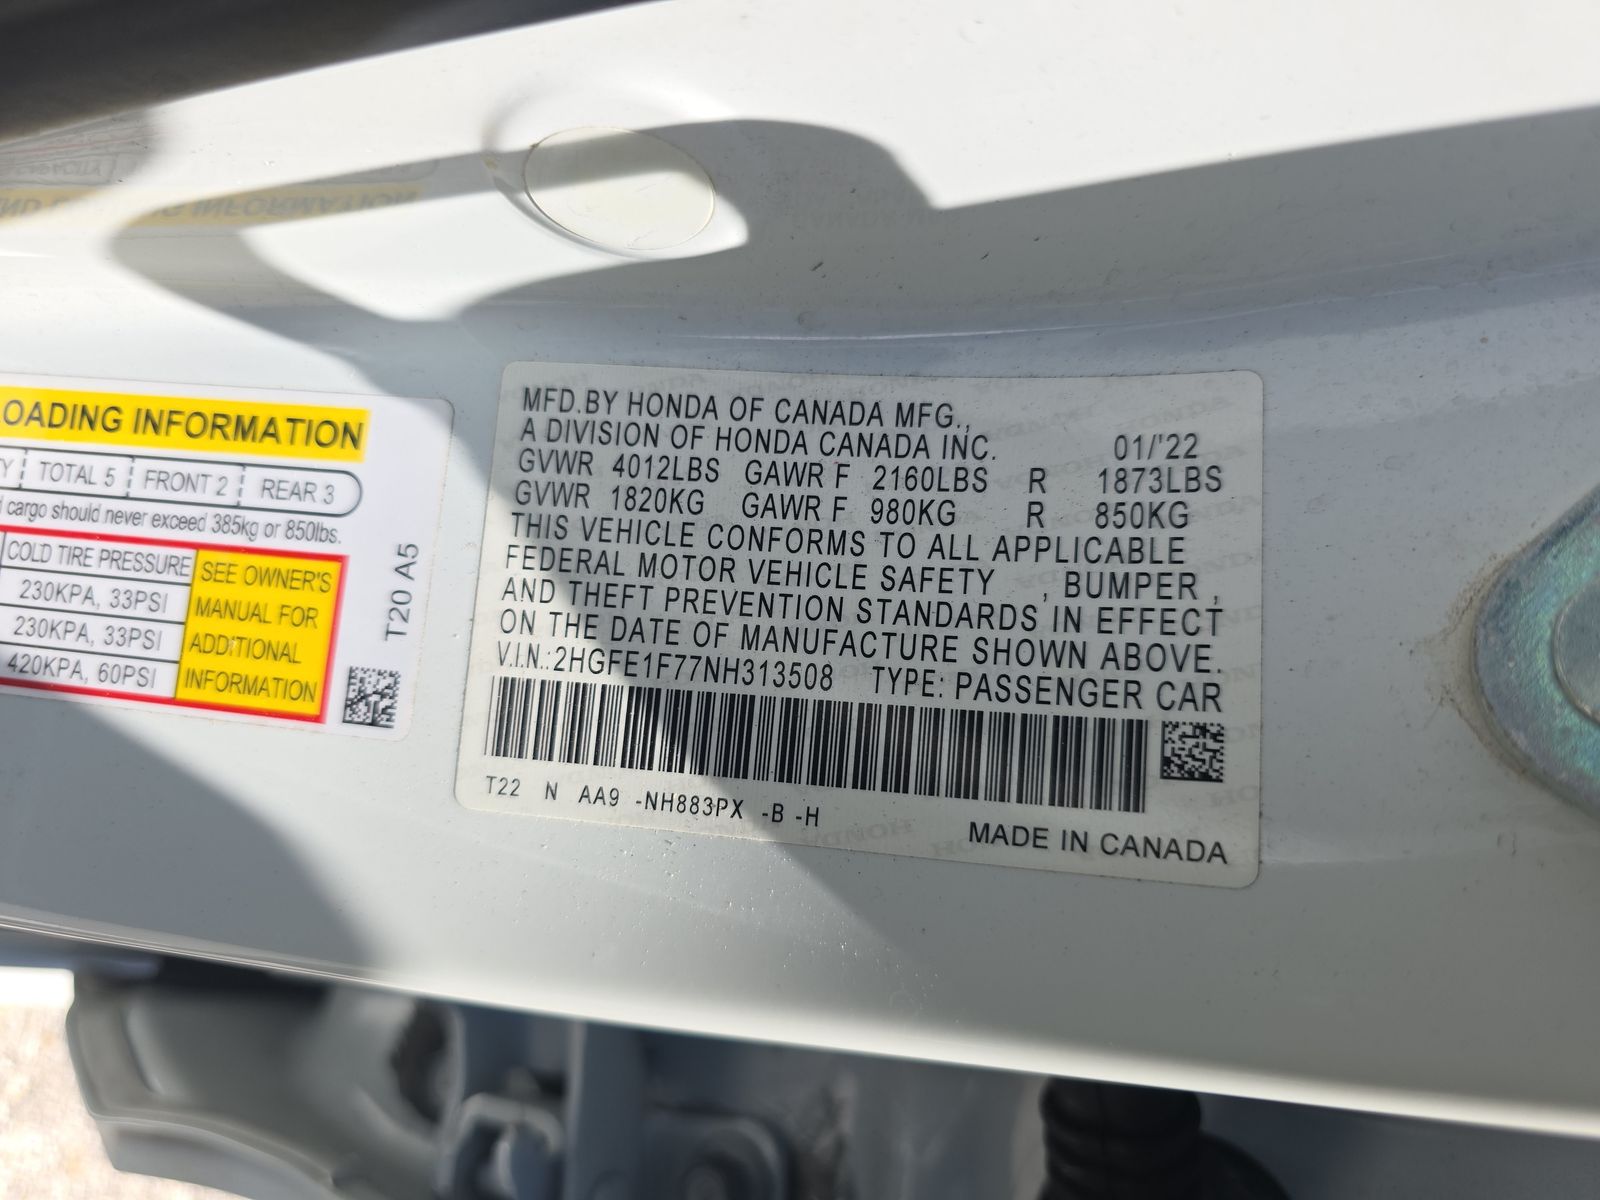 LOADING INFORMATION
TOTAL 5 FRONT 2 REAR 3
cargo should never exceed 385kg or 850lbs.
COLD TIRE PRESSURE
230KPA, 33PSI
230KPA, 33PSI
420KPA, 60PSI
SEE OWNER'S
MANUAL FOR
ADDITIONAL
INFORMATION
T20 A5
MFD.BY HONDA OF CANADA MFG.,
A DIVISION OF HONDA CANADA INC. 01/'22
GVWR 4012LBS GAWR F 2160LBS R 1873LBS
GVWR 1820KG GAWR F 980KG R 850KG
THIS VEHICLE CONFORMS TO ALL APPLICABLE
FEDERAL MOTOR VEHICLE SAFETY , BUMPER ,
AND THEFT PREVENTION STANDARDS IN EFFECT
ON THE DATE OF MANUFACTURE SHOWN ABOVE.
V.I.N.:2HGFE1F77NH313508 TYPE: PASSENGER CAR
T22 N AA9 -NH883PX -B -H
MADE IN CANADA